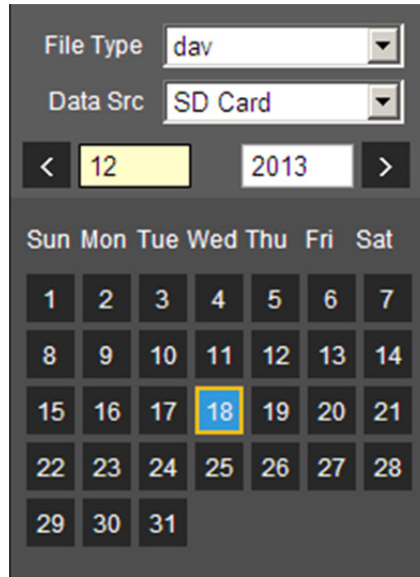 File Type dav
Data Src SD Card
< 12 2013 >
Sun Mon Tue Wed Thu Fri Sat
1 2 3 4 5 6 7
8 9 10 11 12 13 14
15 16 17 18 19 20 21
22 23 24 25 26 27 28
29 30 31